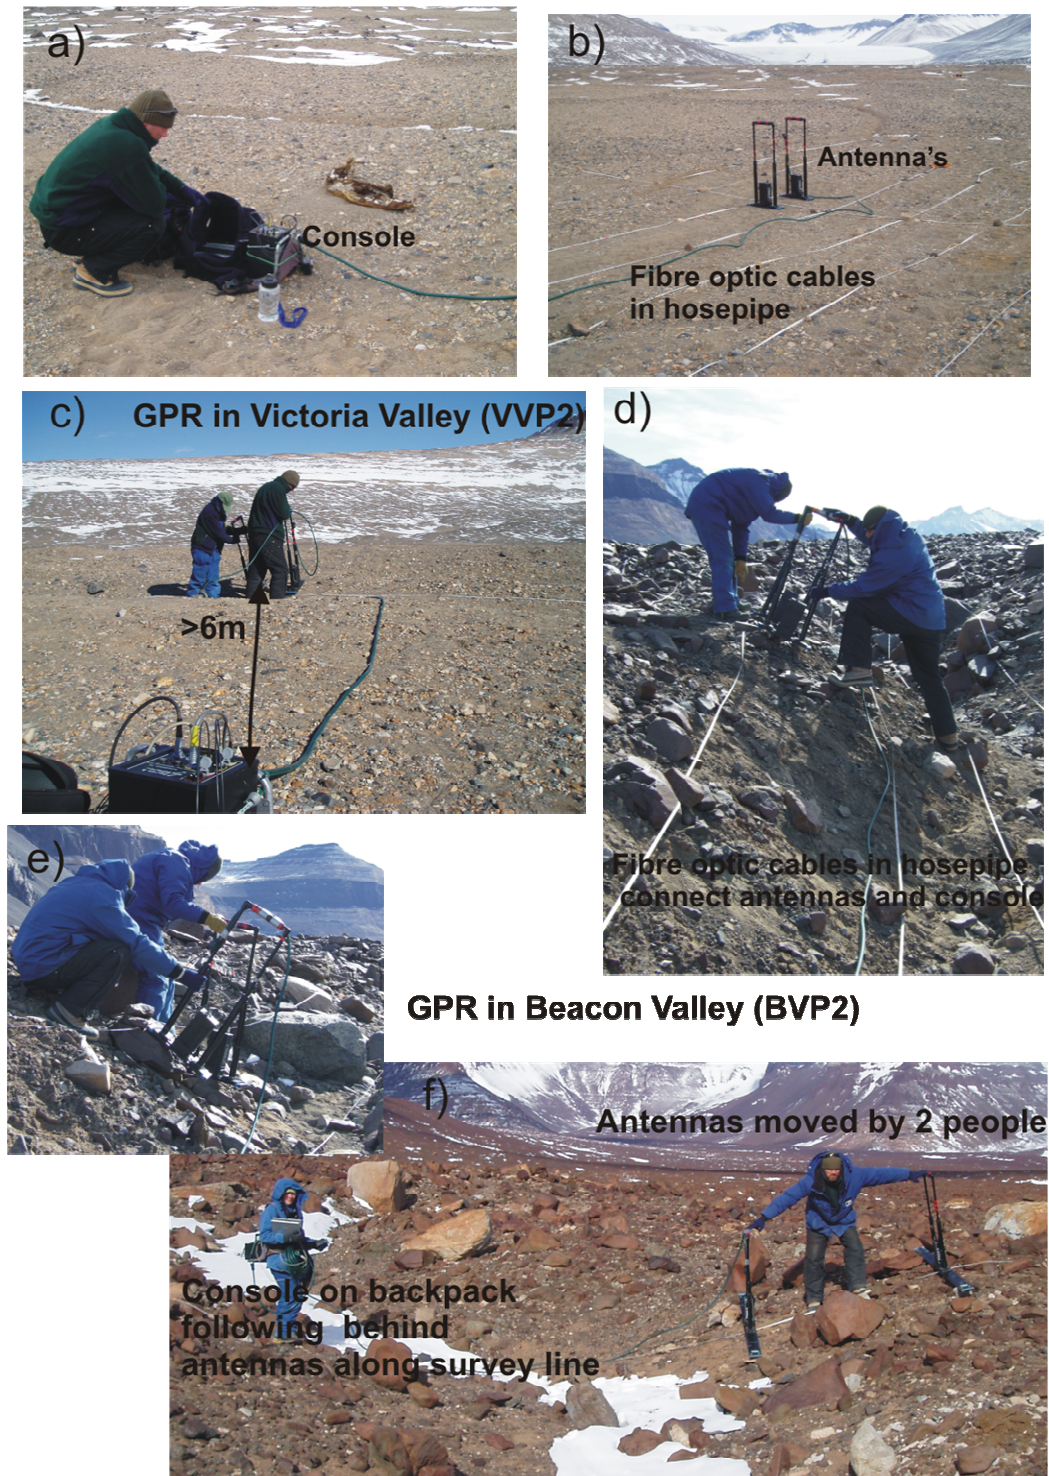 a)
Console
b)
Antenna's
Fibre optic cables
in hosepipe
c)
GPR in Victoria Valley (VVP2)
>6m
d)
Fibre optic cables in hosepipe
connect antennas and console
e)
GPR in Beacon Valley (BVP2)
f)
Antennas moved by 2 people
Console on backpack
following behind
antennas along survey line